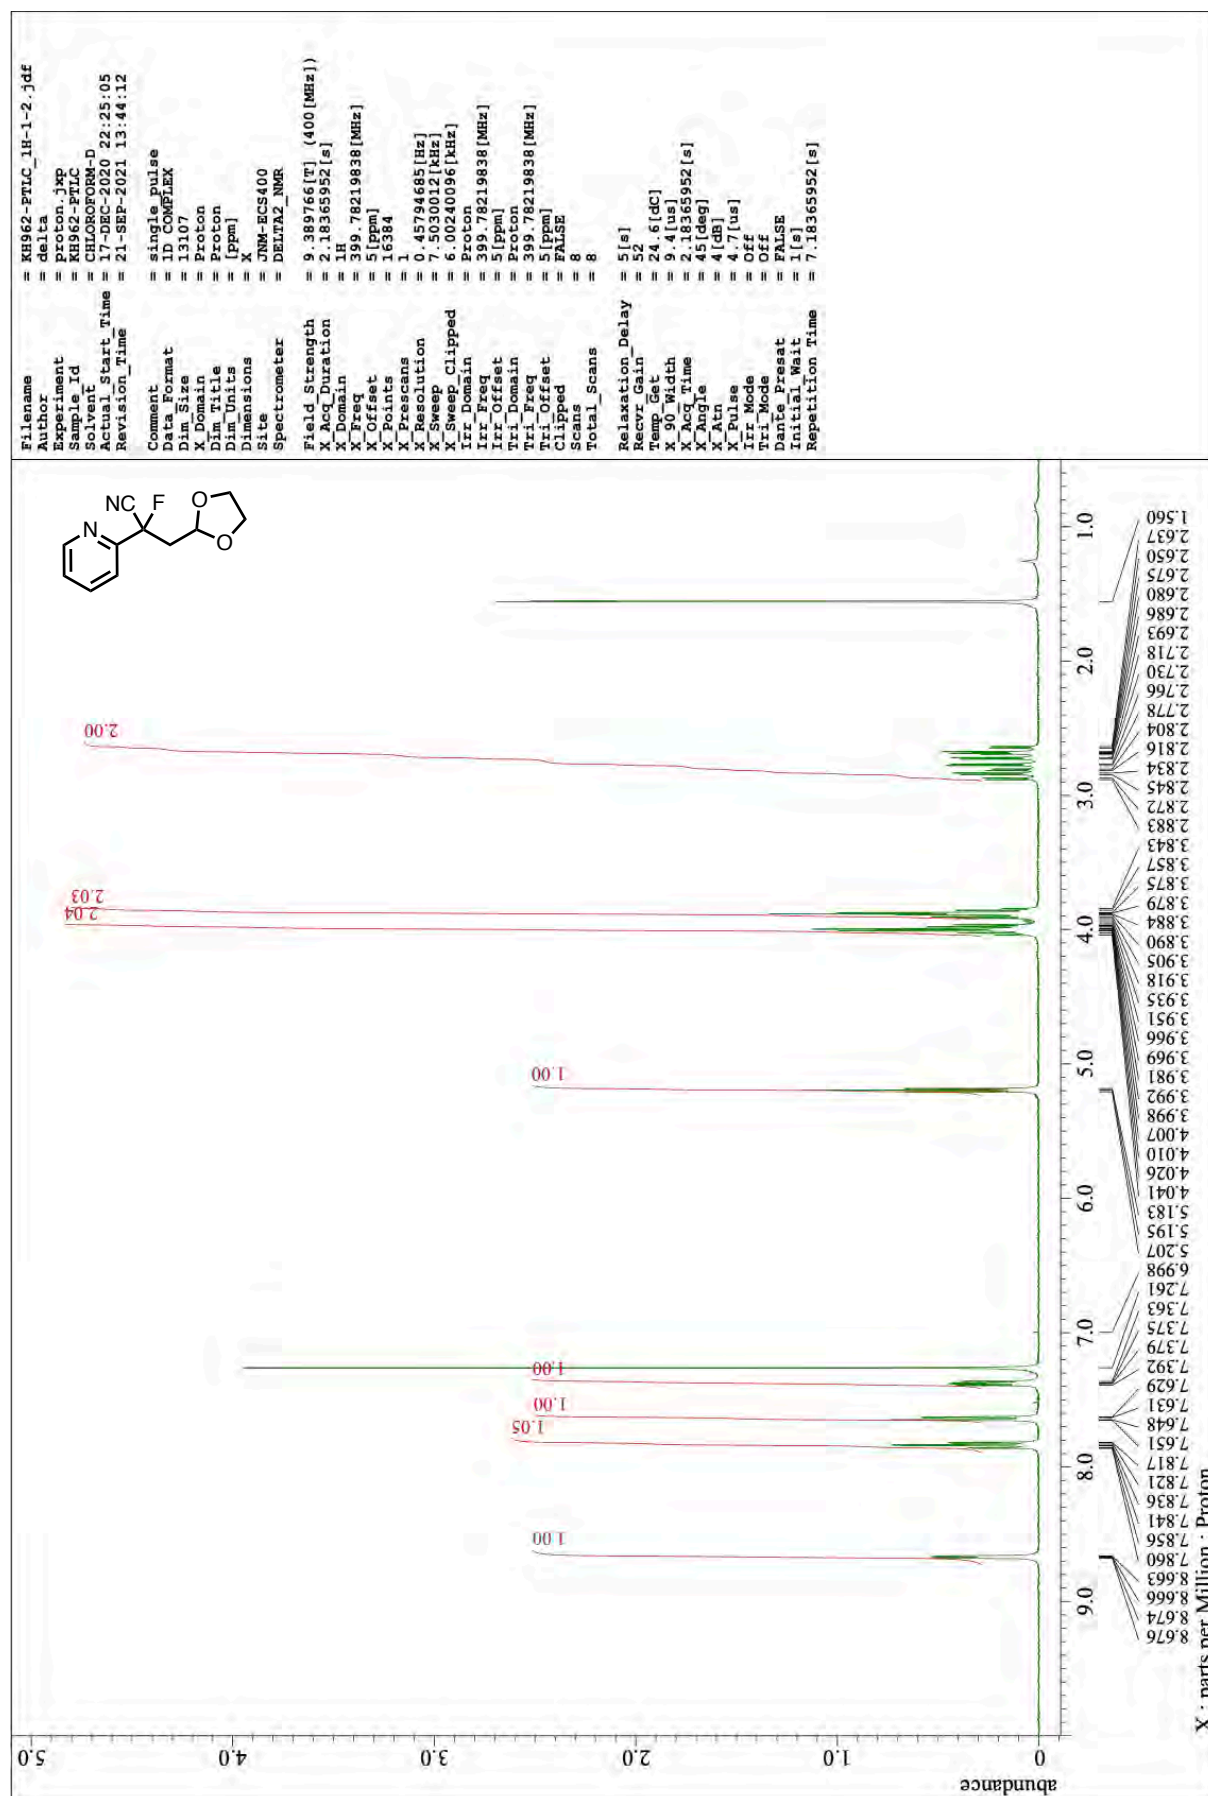 Filename = KH962-PTLC_1H-1-2.jdf
Author = delta
Experiment = proton.jxp
Sample_Id = KH962-PTLC
Solvent = CHLOROFORM-D
Actual_Start_Time = 17-DEC-2020 22:25:05
Revision_Time = 21-SEP-2021 13:44:12
Comment = single_pulse
Data_Format = 1D COMPLEX
Dim_Size = 13107
X_Domain = Proton
Dim_Title = Proton
Dim_Units = [ppm]
Dimensions = X
Site = JNM-ECS400
Spectrometer = DELTA2_NMR
Field_Strength = 9.389766[T] (400[MHz])
X_Acq_Duration = 2.18365952[s]
X_Domain = 1H
X_Freq = 399.78219838[MHz]
X_Offset = 5[ppm]
X_Points = 16384
X_Prescans = 1
X_Resolution = 0.45794685[Hz]
X_Sweep = 7.5030012[kHz]
X_Sweep_Clipped = 6.00240096[kHz]
Irr_Domain = Proton
Irr_Freq = 399.78219838[MHz]
Irr_Offset = 5[ppm]
Tri_Domain = Proton
Tri_Freq = 399.78219838[MHz]
Tri_Offset = 5[ppm]
Clipped = FALSE
Scans = 8
Total_Scans = 8
Relaxation_Delay = 5[s]
Recvr_Gain = 52
Temp_Get = 24.6[dC]
X_90_Width = 9.4[us]
X_Acq_Time = 2.18365952[s]
X_Angle = 45[deg]
X_Atn = 4[dB]
X_Pulse = 4.7[us]
Irr_Mode = Off
Tri_Mode = Off
Dante_Presat = FALSE
Initial_Wait = 1[s]
Repetition_Time = 7.18365952[s]
N
NC
F
O
O
abundance
5.0
4.0
3.0
2.0
1.0
0
1.00
1.05
1.00
1.00
1.00
2.04
2.03
2.00
9.0
8.0
7.0
6.0
5.0
4.0
3.0
2.0
1.0
8.676
8.674
8.666
8.663
7.860
7.856
7.841
7.836
7.821
7.817
7.651
7.648
7.631
7.629
7.392
7.379
7.375
7.363
7.261
6.998
5.207
5.195
5.183
4.041
4.026
4.010
4.007
3.998
3.992
3.981
3.969
3.966
3.951
3.935
3.918
3.905
3.890
3.884
3.879
3.875
3.857
3.843
2.883
2.872
2.845
2.834
2.816
2.804
2.778
2.766
2.730
2.718
2.693
2.686
2.680
2.675
2.650
2.637
1.560
X : parts per Million : Proton